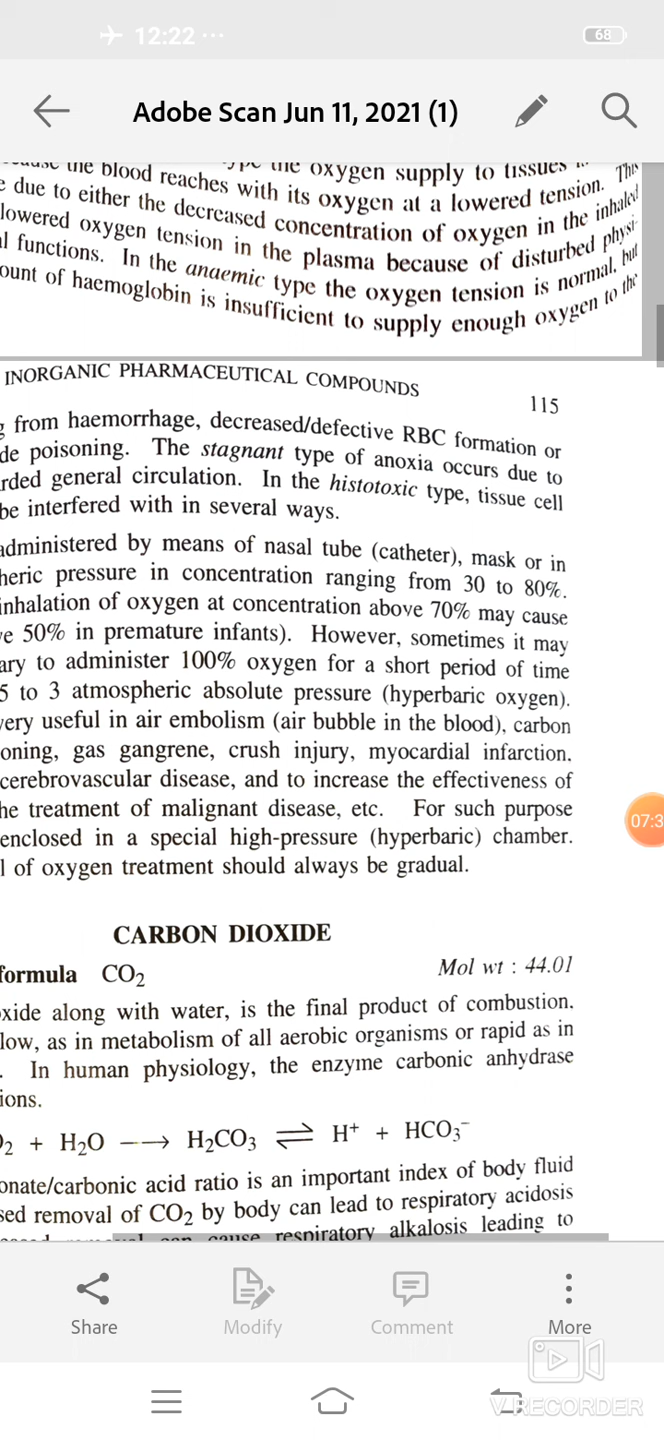 12:22 ...
68
Adobe Scan Jun 11, 2021 (1)
the blood reaches with its oxygen at a lowered tension. This
the oxygen supply to tissues
e due to either the decreased concentration of oxygen in the inhaled
lowered oxygen tension in the plasma because of disturbed physi-
l functions. In the anaemic type the oxygen tension is normal, but
ount of haemoglobin is insufficient to supply enough oxygen to the
INORGANIC PHARMACEUTICAL COMPOUNDS
115
g from haemorrhage, decreased/defective RBC formation or
de poisoning. The stagnant type of anoxia occurs due to
rded general circulation. In the histotoxic type, tissue cell
be interfered with in several ways.
administered by means of nasal tube (catheter), mask or in
heric pressure in concentration ranging from 30 to 80%.
inhalation of oxygen at concentration above 70% may cause
e 50% in premature infants). However, sometimes it may
ary to administer 100% oxygen for a short period of time
5 to 3 atmospheric absolute pressure (hyperbaric oxygen).
very useful in air embolism (air bubble in the blood), carbon
oning, gas gangrene, crush injury, myocardial infarction.
cerebrovascular disease, and to increase the effectiveness of
he treatment of malignant disease, etc. For such purpose
enclosed in a special high-pressure (hyperbaric) chamber.
l of oxygen treatment should always be gradual.
07:3
CARBON DIOXIDE
formula CO₂
Mol wt : 44.01
oxide along with water, is the final product of combustion.
low, as in metabolism of all aerobic organisms or rapid as in
. In human physiology, the enzyme carbonic anhydrase
ions.
O₂ + H₂O → H₂CO₃ ⇌ H⁺ + HCO₃⁻
onate/carbonic acid ratio is an important index of body fluid
sed removal of CO₂ by body can lead to respiratory acidosis
can cause respiratory alkalosis leading to
Share
Modify
Comment
More
V RECORDER